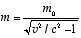 m = m₀ / √(v² / c² − 1)